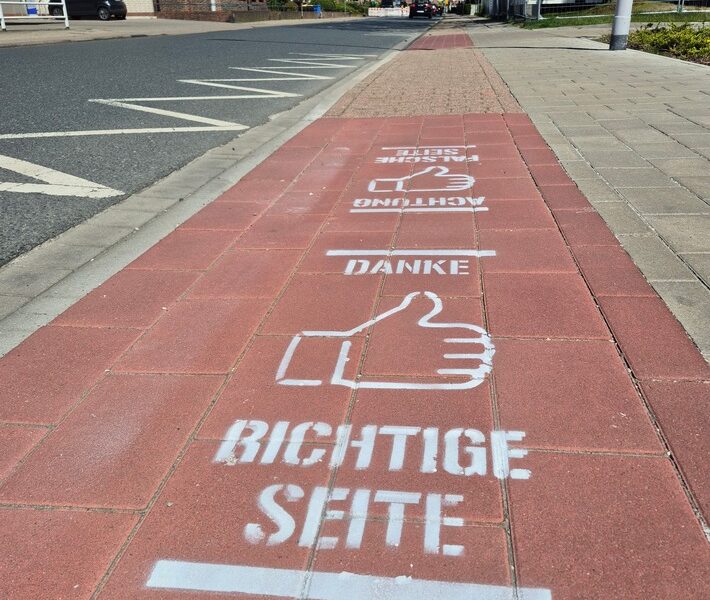 FALSCHE
SEITE
ACHTUNG
DANKE
RICHTIGE
SEITE